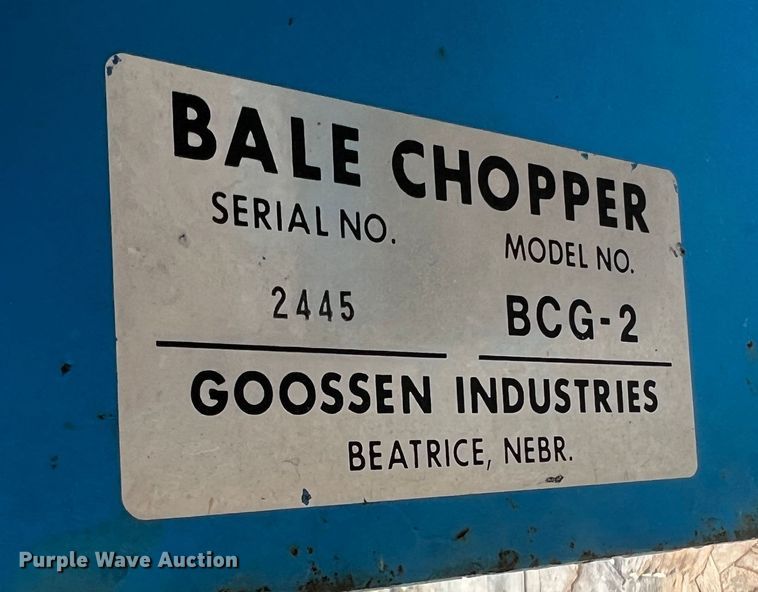 BALE CHOPPER
SERIAL NO. MODEL NO.
2445 BCG-2
GOOSSEN INDUSTRIES
BEATRICE, NEBR.
Purple Wave Auction